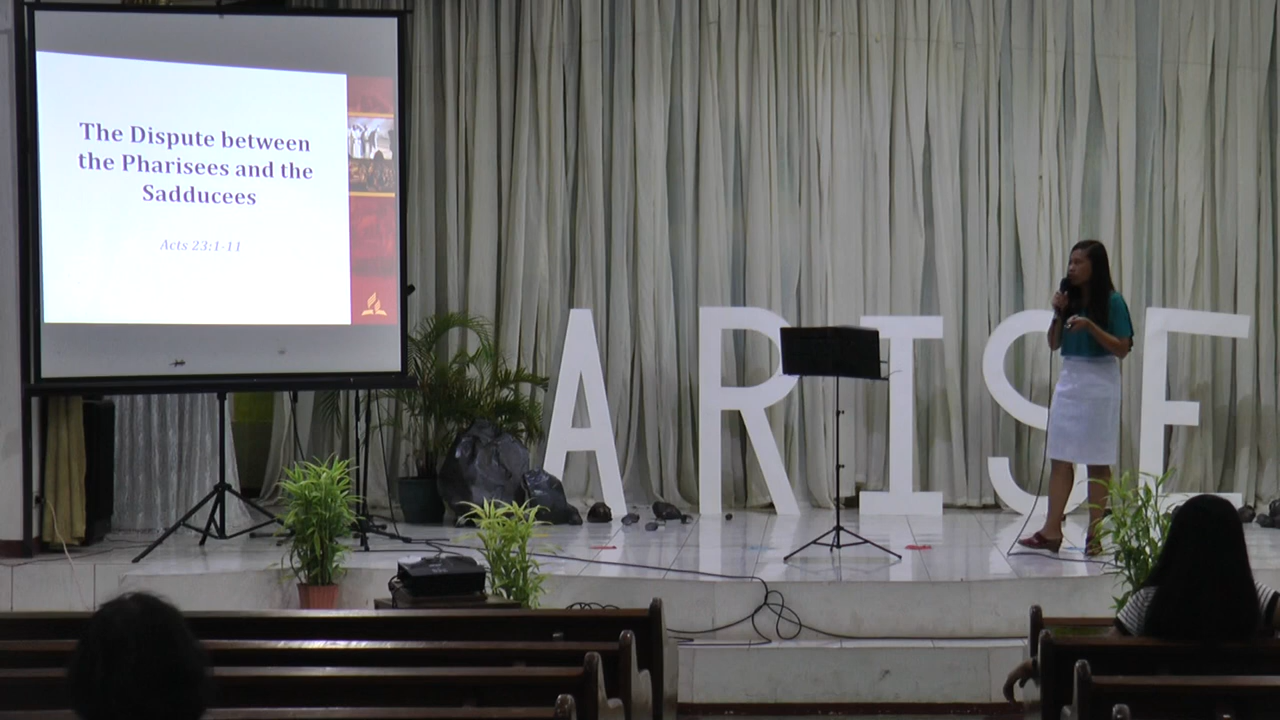 The Dispute between
the Pharisees and the
Sadducees
Acts 23:1-11
ARISE